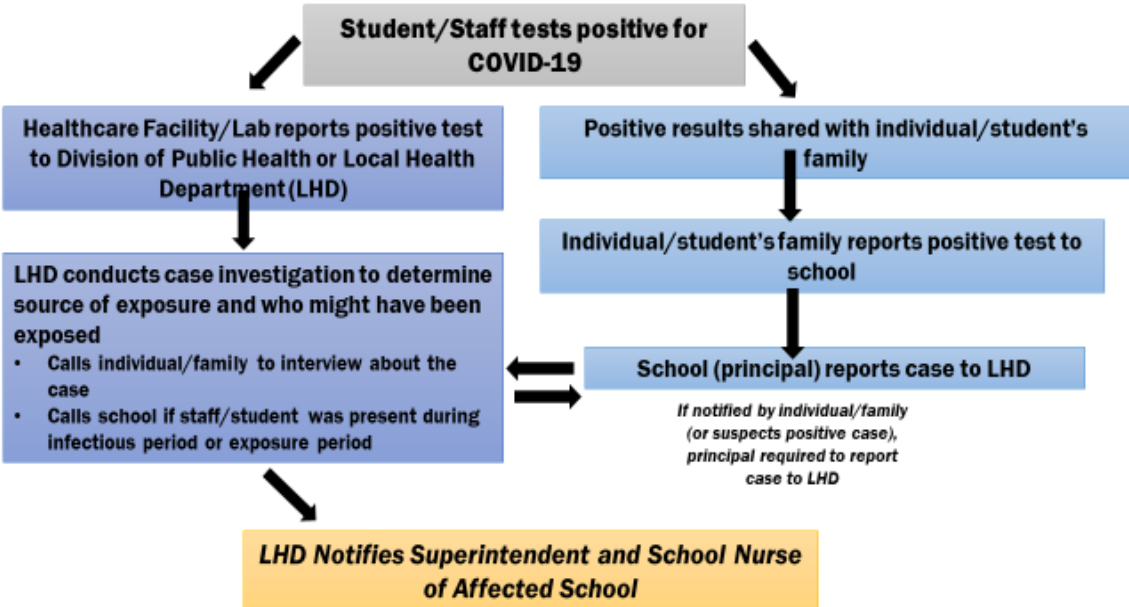 Student/Staff tests positive for
COVID-19
Healthcare Facility/Lab reports positive test
to Division of Public Health or Local Health
Department (LHD)
LHD conducts case investigation to determine
source of exposure and who might have been
exposed
• Calls individual/family to interview about the
case
• Calls school if staff/student was present during
infectious period or exposure period
Positive results shared with individual/student's
family
Individual/student's family reports positive test to
school
School (principal) reports case to LHD
If notified by individual/family
(or suspects positive case),
principal required to report
case to LHD
LHD Notifies Superintendent and School Nurse
of Affected School